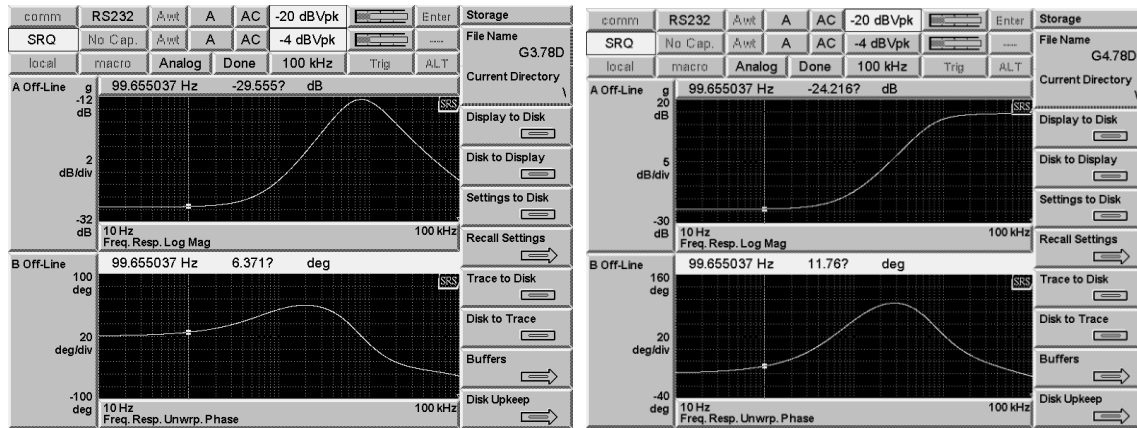 comm RS232 Awt A AC -20 dBVpk Enter
SRQ No Cap. Awt A AC -4 dBVpk ----
local macro Analog Done 100 kHz Trig ALT
Storage
File Name
G3.78D
Current Directory
\
Display to Disk
Disk to Display
Settings to Disk
Recall Settings
Trace to Disk
Disk to Trace
Buffers
Disk Upkeep
A Off-Line g 99.655037 Hz -29.555? dB
-12
dB
SRS
2
dB/div
-32
dB
10 Hz 100 kHz
Freq. Resp. Log Mag
B Off-Line 99.655037 Hz 6.371? deg
100
deg
SRS
20
deg/div
-100
deg
10 Hz 100 kHz
Freq. Resp. Unwrp. Phase
comm RS232 Awt A AC -20 dBVpk Enter
SRQ No Cap. Awt A AC -4 dBVpk ----
local macro Analog Done 100 kHz Trig ALT
Storage
File Name
G4.78D
Current Directory
\
Display to Disk
Disk to Display
Settings to Disk
Recall Settings
Trace to Disk
Disk to Trace
Buffers
Disk Upkeep
A Off-Line g 99.655037 Hz -24.216? dB
20
dB
SRS
5
dB/div
-30
dB
10 Hz 100 kHz
Freq. Resp. Log Mag
B Off-Line 99.655037 Hz 11.76? deg
160
deg
SRS
20
deg/div
-40
deg
10 Hz 100 kHz
Freq. Resp. Unwrp. Phase